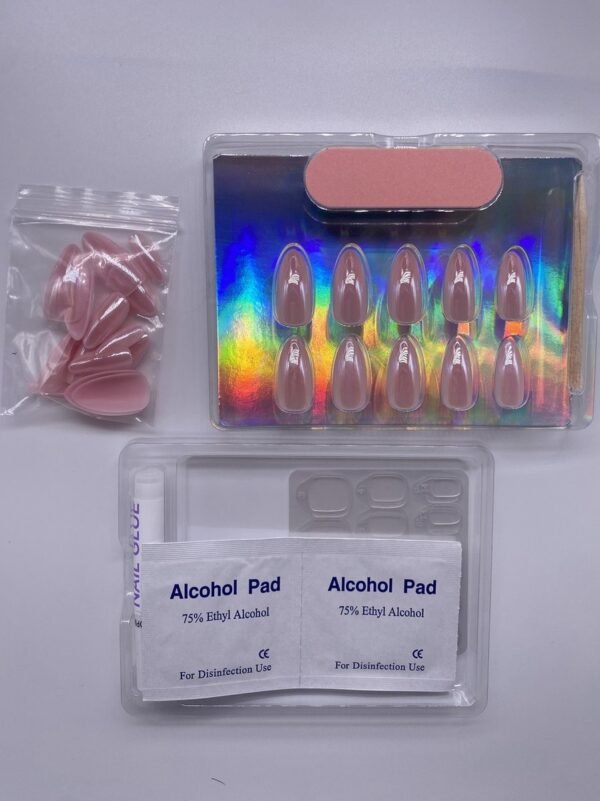 NAIL GLUE
Alcohol Pad
75% Ethyl Alcohol
CE
For Disinfection Use
Alcohol Pad
75% Ethyl Alcohol
CE
For Disinfection Use